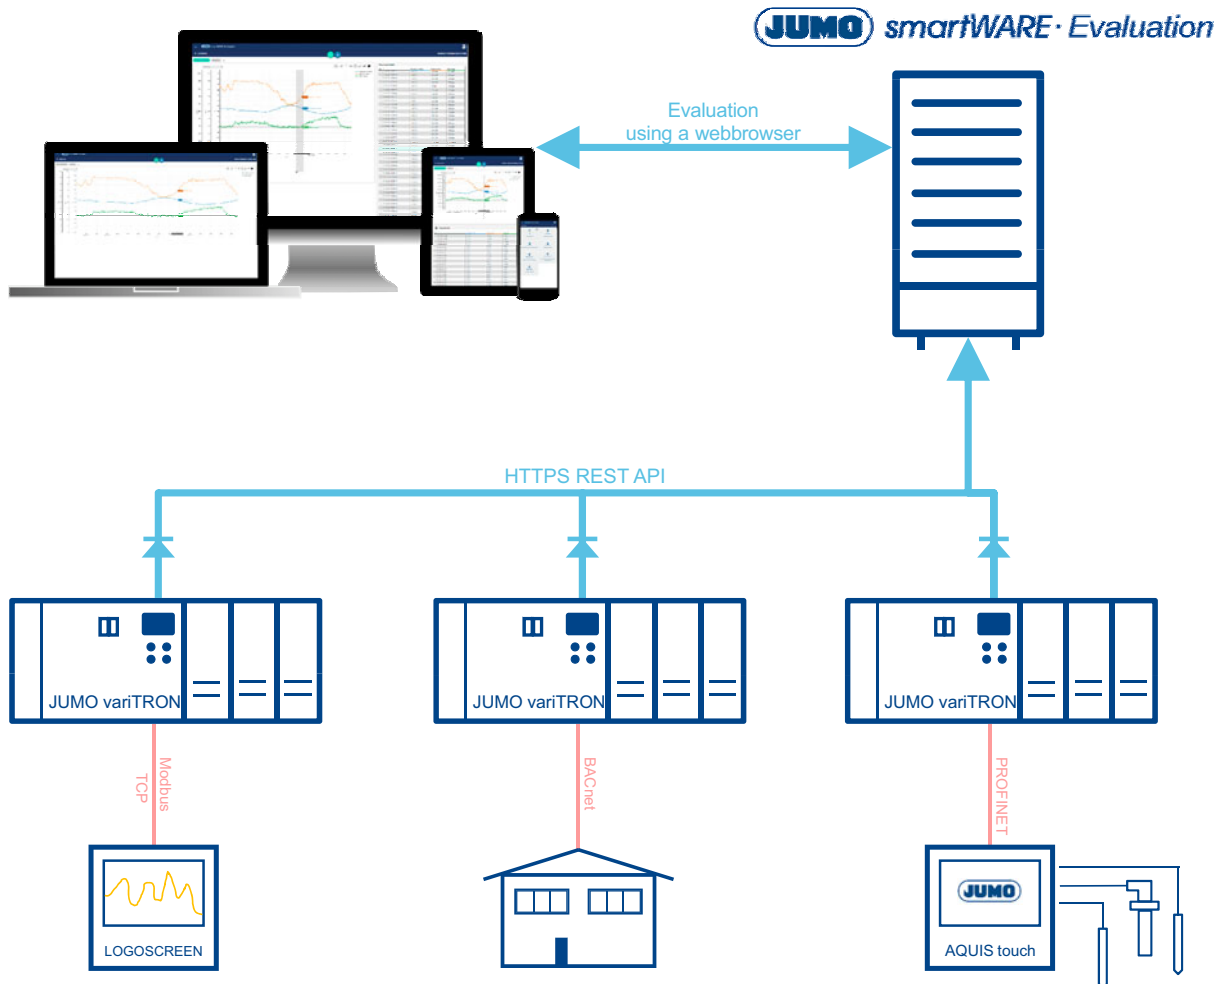 JUMO smartWARE · Evaluation
Evaluation
using a webbrowser
HTTPS REST API
JUMO variTRON
JUMO variTRON
JUMO variTRON
Modbus
TCP
BACnet
PROFINET
LOGOSCREEN
JUMO
AQUIS touch